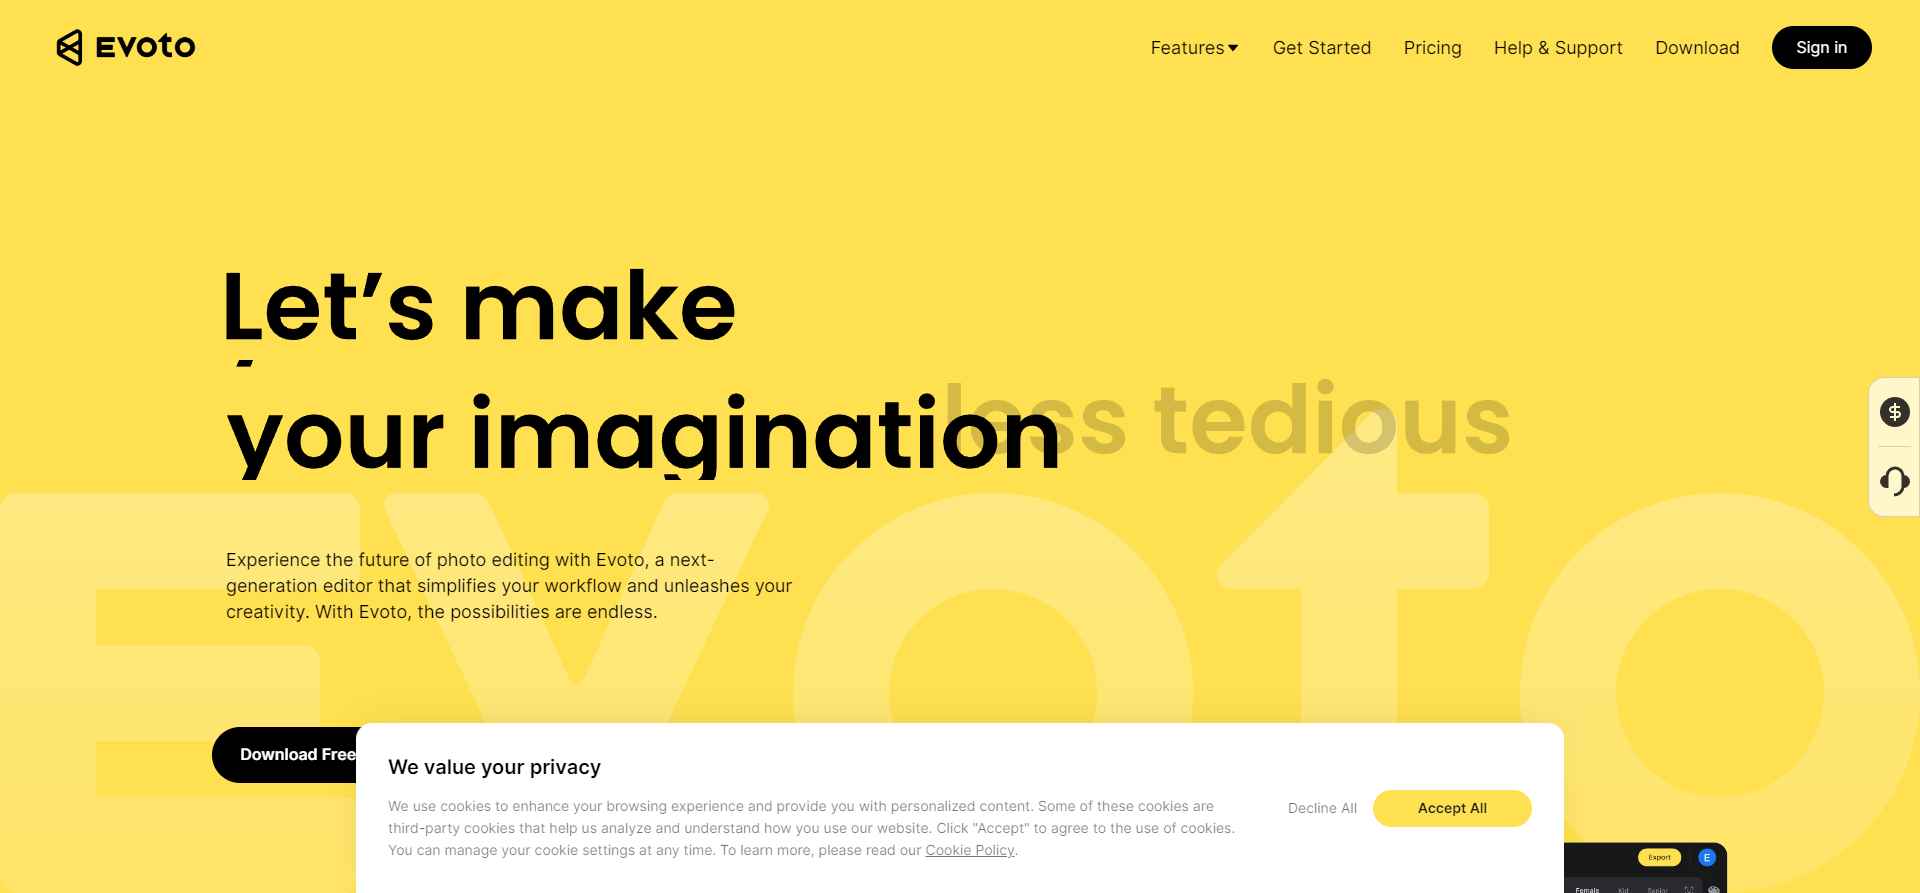 EVOTO
Features
Get Started
Pricing
Help & Support
Download
Sign in
Let's make
your imagination
less tedious
Evoto
Experience the future of photo editing with Evoto, a next-
generation editor that simplifies your workflow and unleashes your
creativity. With Evoto, the possibilities are endless.
Download Free
We value your privacy
We use cookies to enhance your browsing experience and provide you with personalized content. Some of these cookies are
third-party cookies that help us analyze and understand how you use our website. Click "Accept" to agree to the use of cookies.
You can manage your cookie settings at any time. To learn more, please read our Cookie Policy.
Decline All
Accept All
Export
E
Female
Kid
Senior